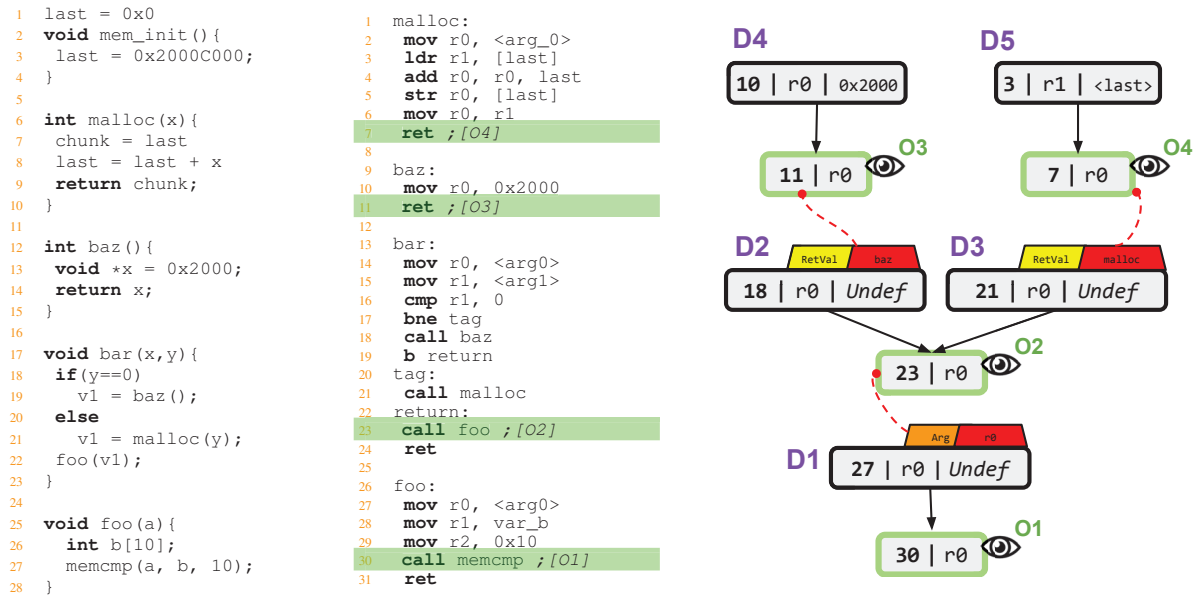 1 last = 0x0
2 void mem_init(){
3 last = 0x2000C000;
4 }
5
6 int malloc(x){
7 chunk = last
8 last = last + x
9 return chunk;
10 }
11
12 int baz(){
13 void *x = 0x2000;
14 return x;
15 }
16
17 void bar(x,y){
18 if(y==0)
19 v1 = baz();
20 else
21 v1 = malloc(y);
22 foo(v1);
23 }
24
25 void foo(a){
26 int b[10];
27 memcmp(a, b, 10);
28 }
1 malloc:
2 mov r0, <arg_0>
3 ldr r1, [last]
4 add r0, r0, last
5 str r0, [last]
6 mov r0, r1
7 ret ;[O4]
8
9 baz:
10 mov r0, 0x2000
11 ret ;[O3]
12
13 bar:
14 mov r0, <arg0>
15 mov r1, <arg1>
16 cmp r1, 0
17 bne tag
18 call baz
19 b return
20 tag:
21 call malloc
22 return:
23 call foo ;[O2]
24 ret
25
26 foo:
27 mov r0, <arg0>
28 mov r1, var_b
29 mov r2, 0x10
30 call memcmp ;[O1]
31 ret
D4
D5
10 | r0 | 0x2000
3 | r1 | <last>
O3
O4
11 | r0
7 | r0
D2
D3
RetVal baz
RetVal malloc
18 | r0 | Undef
21 | r0 | Undef
O2
23 | r0
Arg r0
D1
27 | r0 | Undef
O1
30 | r0